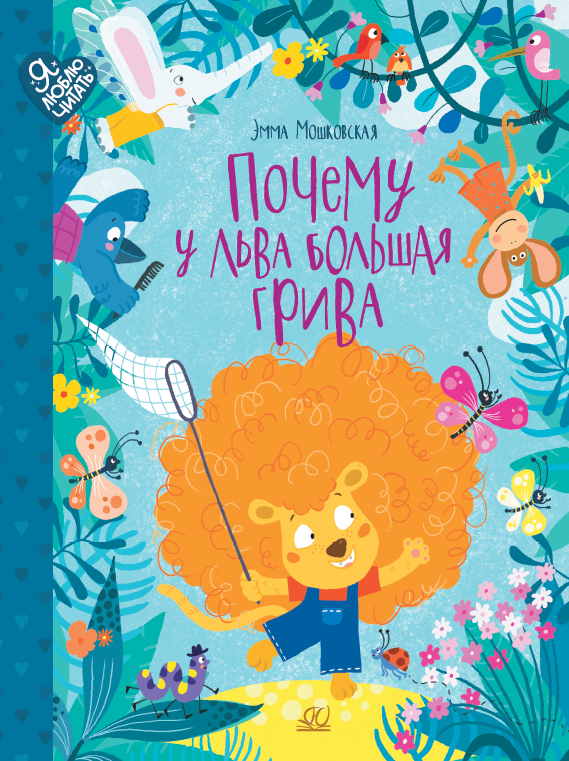 Я
ЛЮБЛЮ
ЧИТАТЬ
Эмма Мошковская
Почему
у льва большая
грива